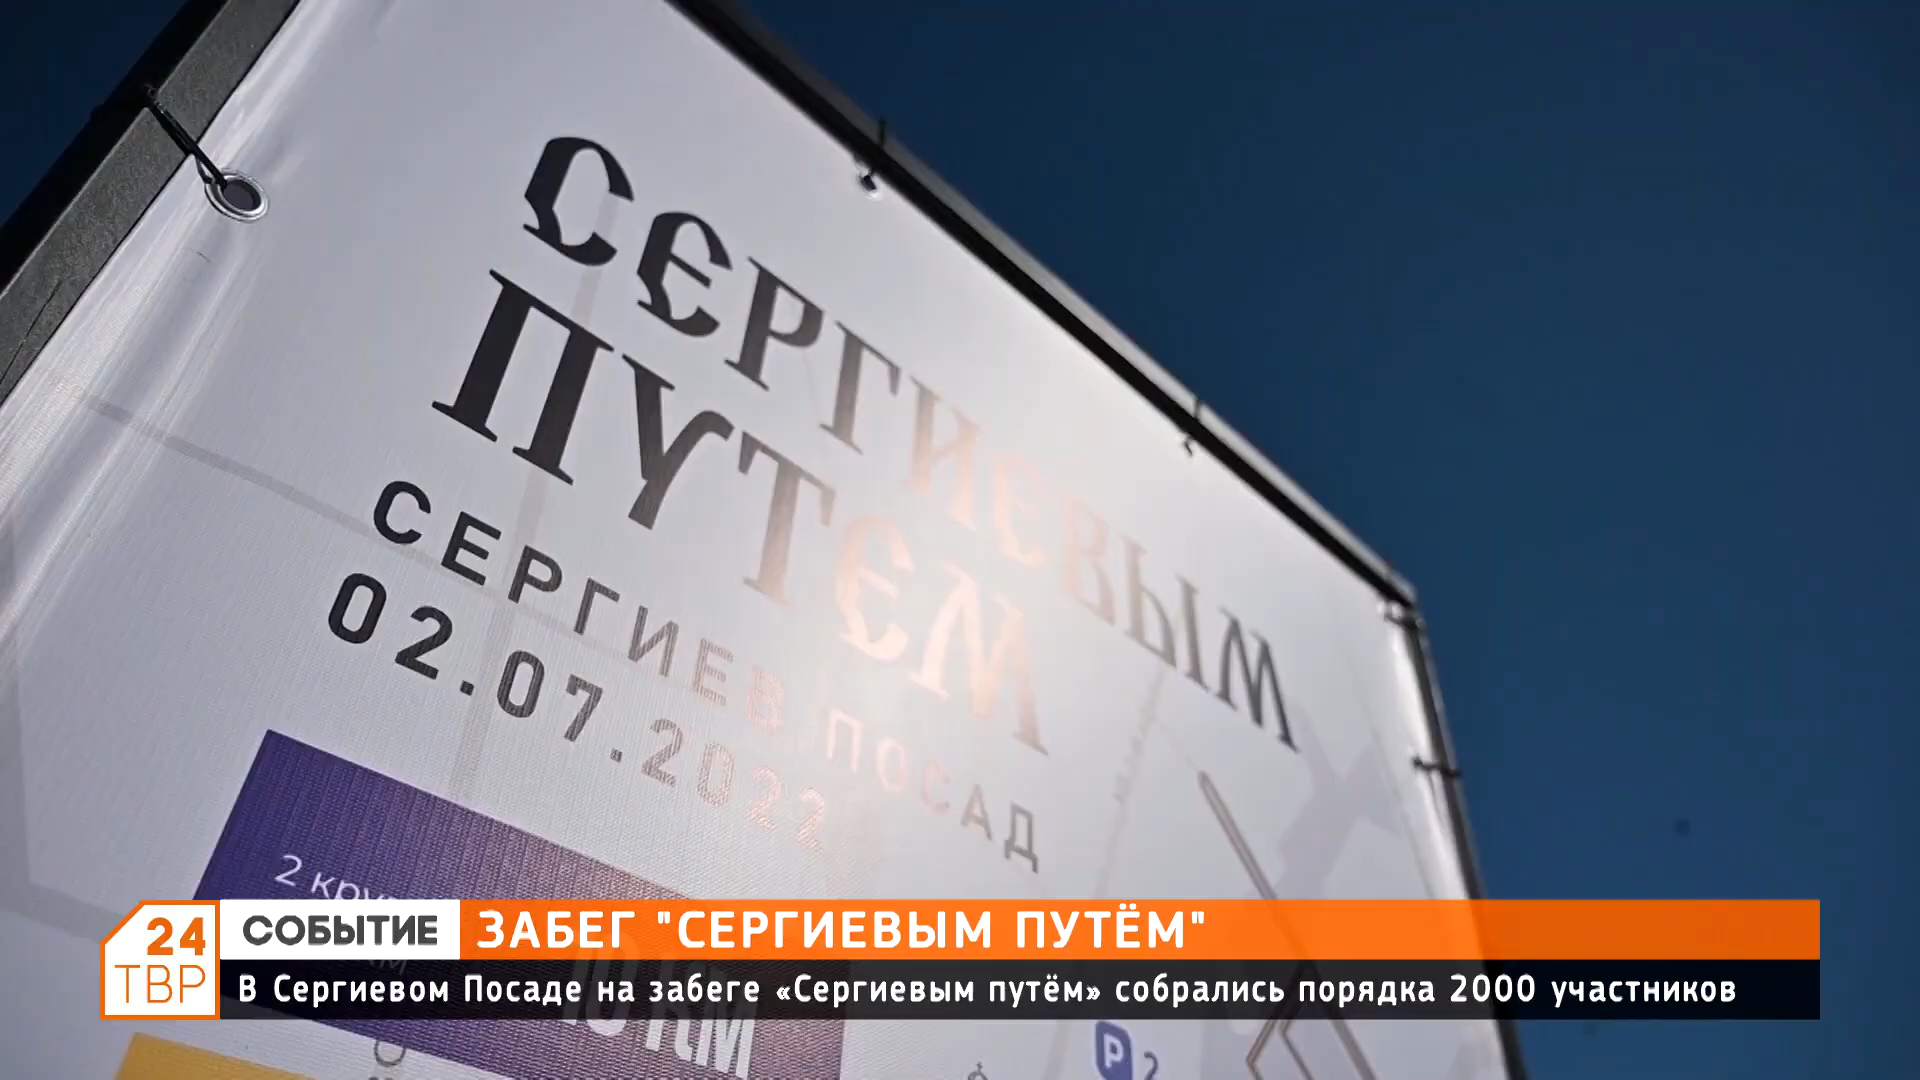 СЕРГИЕВЫМ
ПУТЕМ
СЕРГИЕВ ПОСАД
02.07.2022
2
10 КМ
P 2
24
ТВР
СОБЫТИЕ
ЗАБЕГ "СЕРГИЕВЫМ ПУТЁМ"
В Сергиевом Посаде на забеге «Сергиевым путём» собрались порядка 2000 участников